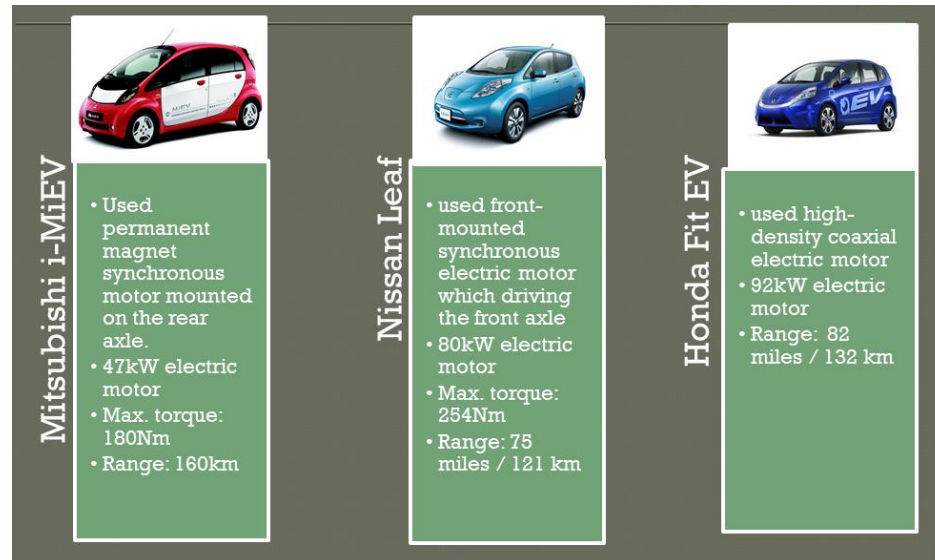 Mitsubishi i-MiEV
• Used
permanent
magnet
synchronous
motor mounted
on the rear
axle.
• 47kW electric
motor
• Max. torque:
180Nm
• Range: 160km
MiEV
Nissan Leaf
• used front-
mounted
synchronous
electric motor
which driving
the front axle
• 80kW electric
motor
• Max. torque:
254Nm
• Range: 75
miles / 121 km
Honda Fit EV
EV
• used high-
density coaxial
electric motor
• 92kW electric
motor
• Range: 82
miles / 132 km